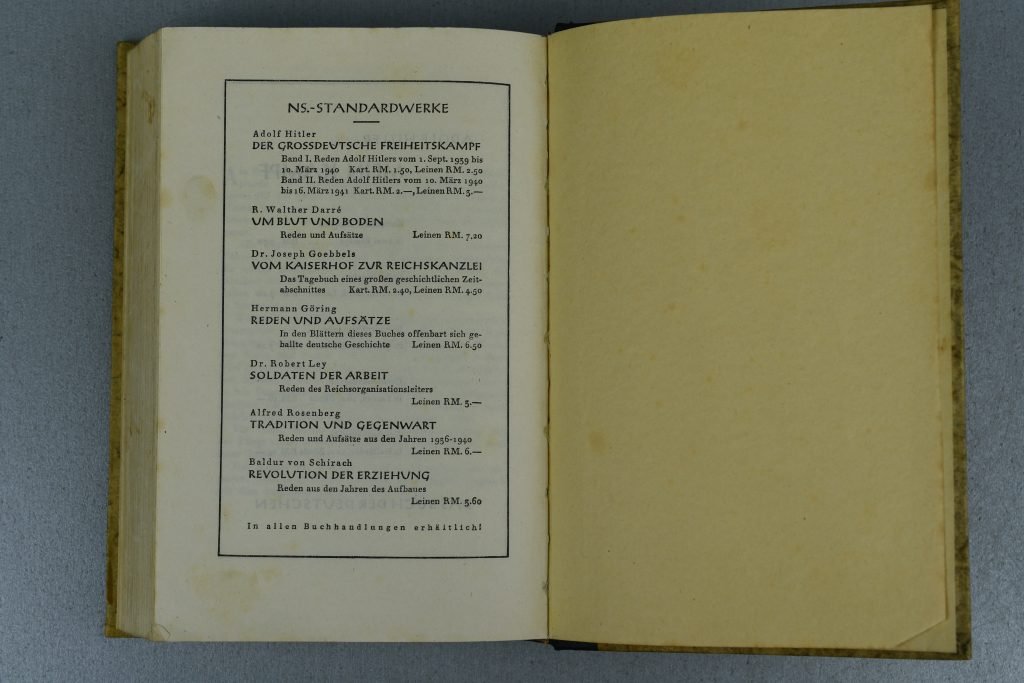 NS.-STANDARDWERKE
Adolf Hitler
DER GROSSDEUTSCHE FREIHEITSKAMPF
Band I. Reden Adolf Hitlers vom 1. Sept. 1939 bis
10. März 1940 Kart. RM. 1.50, Leinen RM. 2.50
Band II. Reden Adolf Hitlers vom 10. März 1940
bis 16. März 1941 Kart. RM. 2.—, Leinen RM. 3.—
R. Walther Darré
UM BLUT UND BODEN
Reden und Aufsätze Leinen RM. 7.20
Dr. Joseph Goebbels
VOM KAISERHOF ZUR REICHSKANZLEI
Das Tagebuch eines großen geschichtlichen Zeit-
abschnittes Kart. RM. 2.40, Leinen RM. 4.50
Hermann Göring
REDEN UND AUFSÄTZE
In den Blättern dieses Buches offenbart sich ge-
ballte deutsche Geschichte Leinen RM. 6.50
Dr. Robert Ley
SOLDATEN DER ARBEIT
Reden des Reichsorganisationsleiters
Leinen RM. 3.—
Alfred Rosenberg
TRADITION UND GEGENWART
Reden und Aufsätze aus den Jahren 1936-1940
Leinen RM. 6.—
Baldur von Schirach
REVOLUTION DER ERZIEHUNG
Reden aus den Jahren des Aufbaues
Leinen RM. 3.60
In allen Buchhandlungen erhältlich!